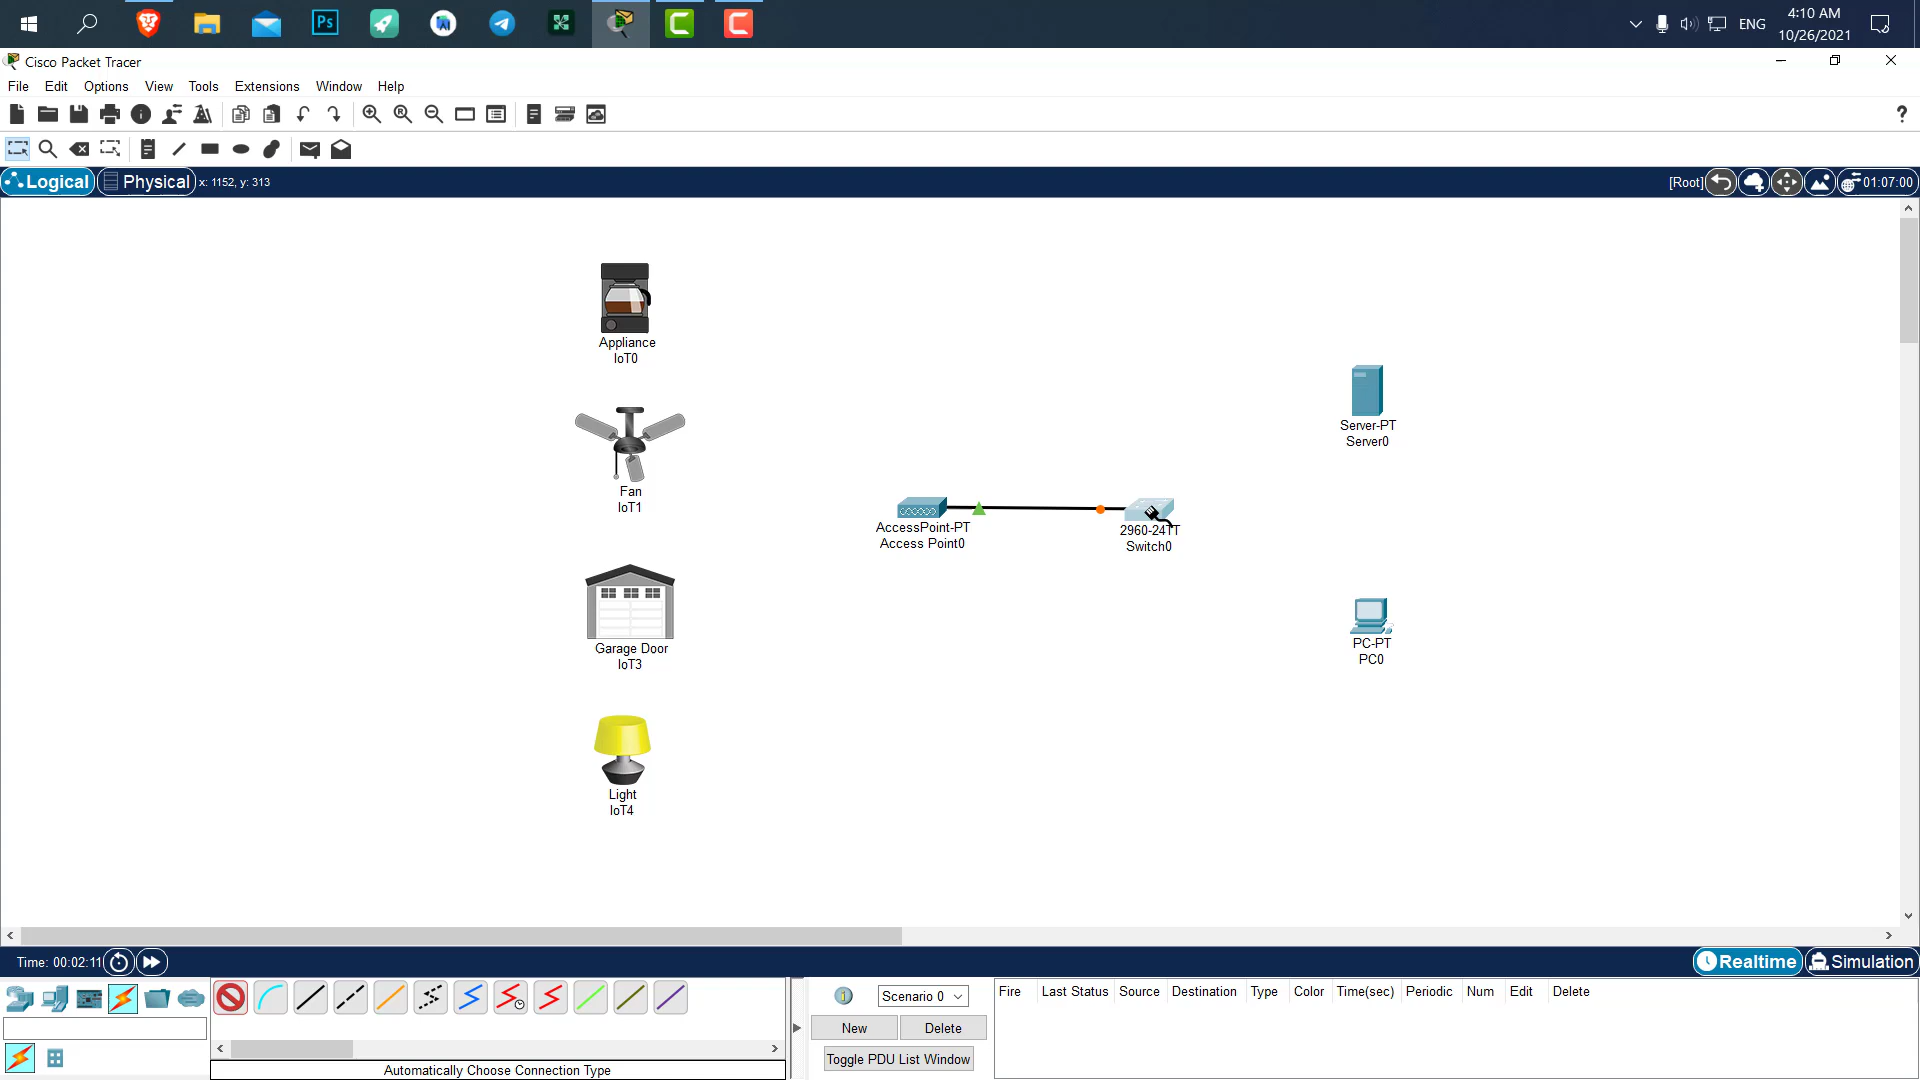 Ps
ENG
4:10 AM
10/26/2021
Cisco Packet Tracer
File Edit Options View Tools Extensions Window Help
?
Logical Physical x: 1152, y: 313
[Root] 01:07:00
Appliance
IoT0
Server-PT
Server0
Fan
IoT1
AccessPoint-PT
Access Point0
2960-24TT
Switch0
Garage Door
IoT3
PC-PT
PC0
Light
IoT4
Time: 00:02:11
Realtime Simulation
Scenario 0
New Delete
Toggle PDU List Window
Fire Last Status Source Destination Type Color Time(sec) Periodic Num Edit Delete
Automatically Choose Connection Type